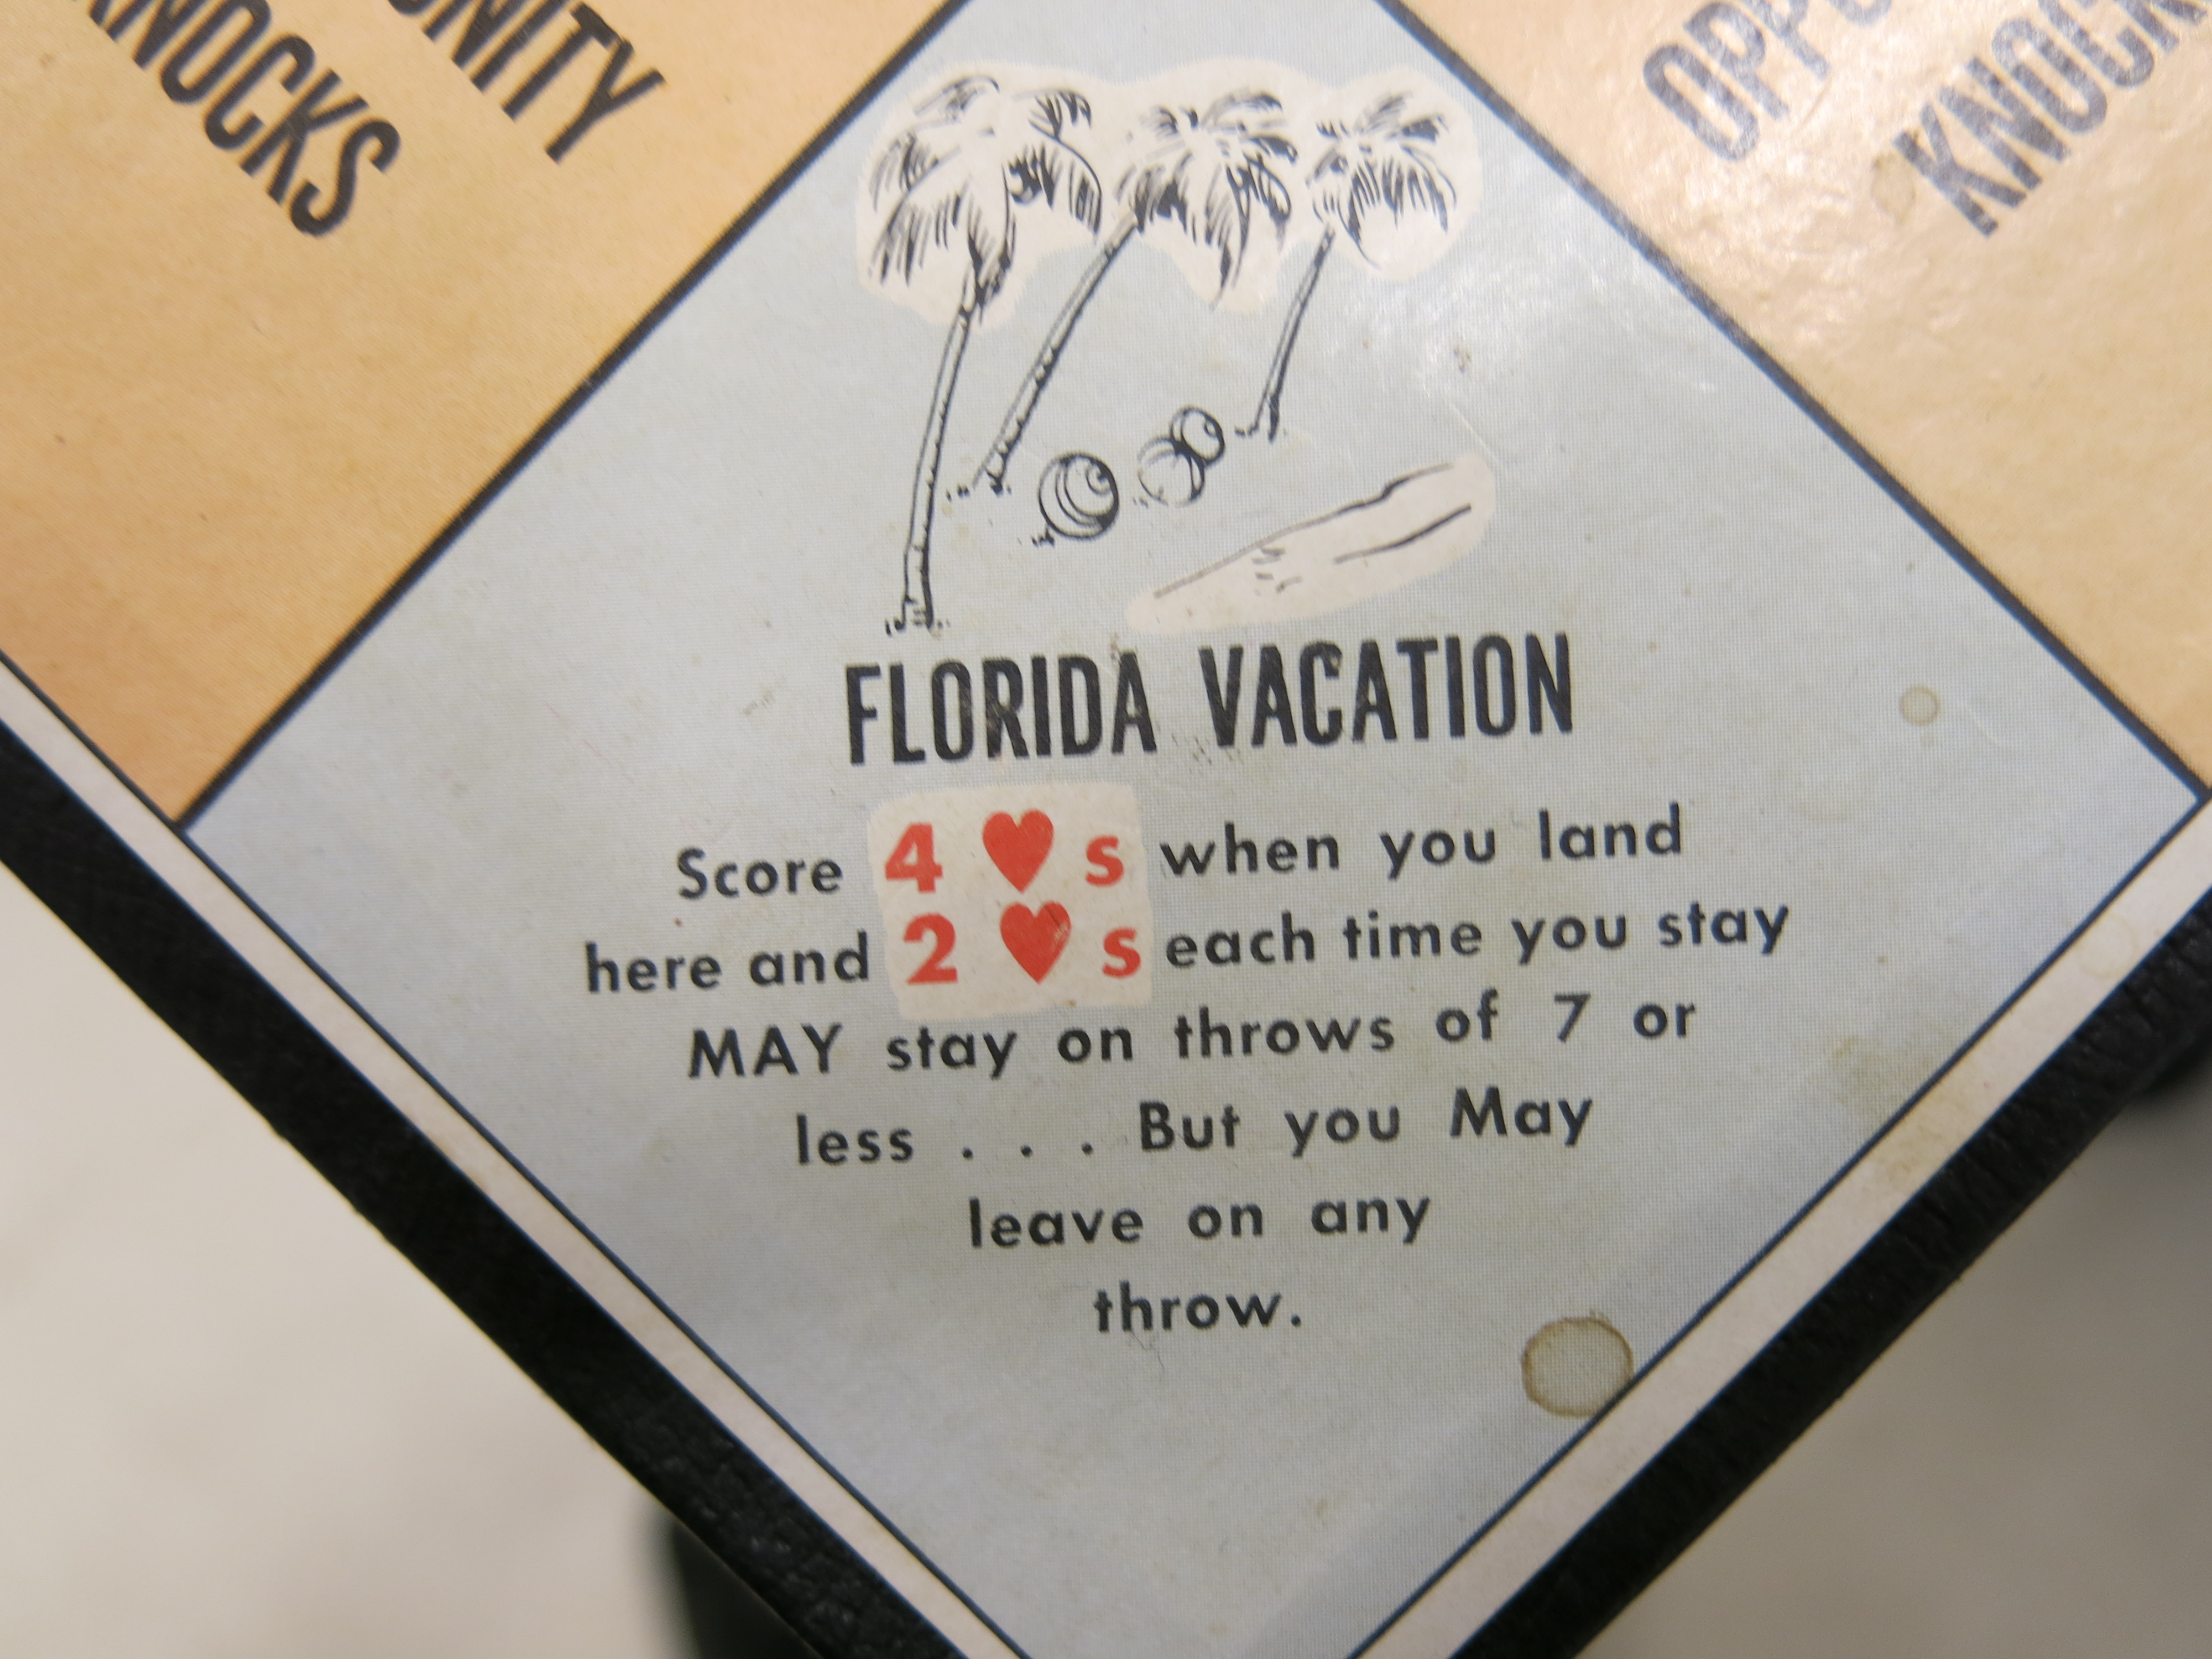 KNOCKS
FLORIDA VACATION
Score 4 ♥s when you land
here and 2 ♥s each time you stay
MAY stay on throws of 7 or
less . . . But you May
leave on any
throw.